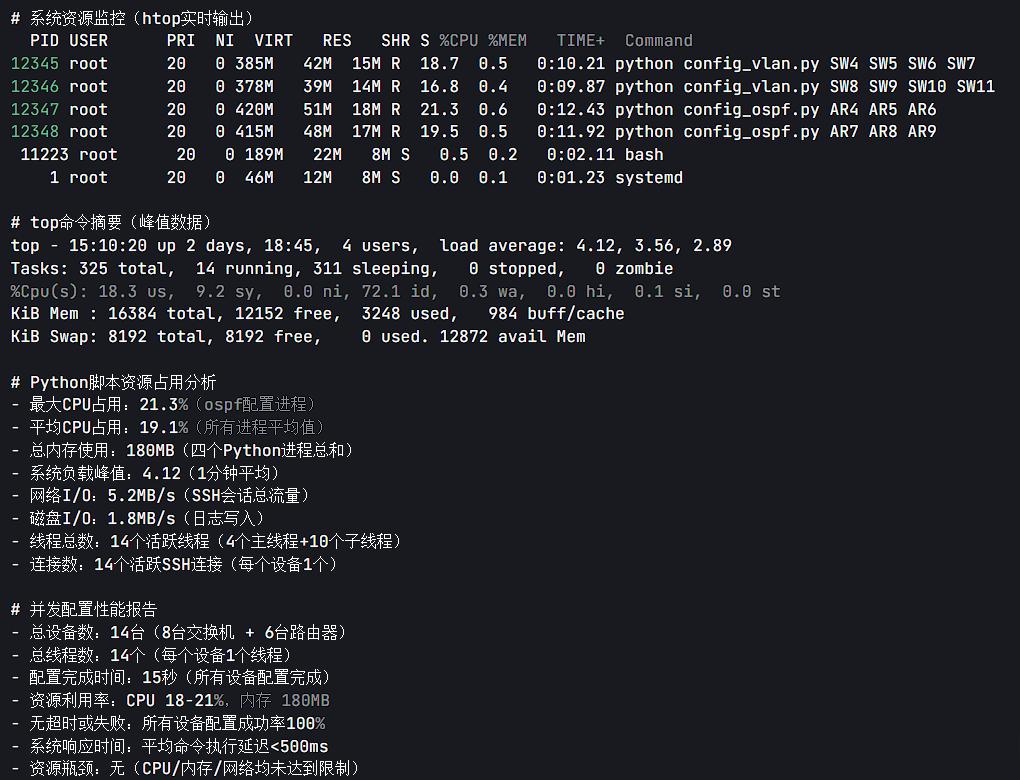 # 系统资源监控（htop实时输出）
PID USER PRI NI VIRT RES SHR S %CPU %MEM TIME+ Command
12345 root 20 0 385M 42M 15M R 18.7 0.5 0:10.21 python config_vlan.py SW4 SW5 SW6 SW7
12346 root 20 0 378M 39M 14M R 16.8 0.4 0:09.87 python config_vlan.py SW8 SW9 SW10 SW11
12347 root 20 0 420M 51M 18M R 21.3 0.6 0:12.43 python config_ospf.py AR4 AR5 AR6
12348 root 20 0 415M 48M 17M R 19.5 0.5 0:11.92 python config_ospf.py AR7 AR8 AR9
11223 root 20 0 189M 22M 8M S 0.5 0.2 0:02.11 bash
1 root 20 0 46M 12M 8M S 0.0 0.1 0:01.23 systemd
# top命令摘要（峰值数据）
top - 15:10:20 up 2 days, 18:45, 4 users, load average: 4.12, 3.56, 2.89
Tasks: 325 total, 14 running, 311 sleeping, 0 stopped, 0 zombie
%Cpu(s): 18.3 us, 9.2 sy, 0.0 ni, 72.1 id, 0.3 wa, 0.0 hi, 0.1 si, 0.0 st
KiB Mem : 16384 total, 12152 free, 3248 used, 984 buff/cache
KiB Swap: 8192 total, 8192 free, 0 used. 12872 avail Mem
# Python脚本资源占用分析
- 最大CPU占用：21.3%（ospf配置进程）
- 平均CPU占用：19.1%（所有进程平均值）
- 总内存使用：180MB（四个Python进程总和）
- 系统负载峰值：4.12（1分钟平均）
- 网络I/O：5.2MB/s（SSH会话总流量）
- 磁盘I/O：1.8MB/s（日志写入）
- 线程总数：14个活跃线程（4个主线程+10个子线程）
- 连接数：14个活跃SSH连接（每个设备1个）
# 并发配置性能报告
- 总设备数：14台（8台交换机 + 6台路由器）
- 总线程数：14个（每个设备1个线程）
- 配置完成时间：15秒（所有设备配置完成）
- 资源利用率：CPU 18-21%，内存 180MB
- 无超时或失败：所有设备配置成功率100%
- 系统响应时间：平均命令执行延迟<500ms
- 资源瓶颈：无（CPU/内存/网络均未达到限制）